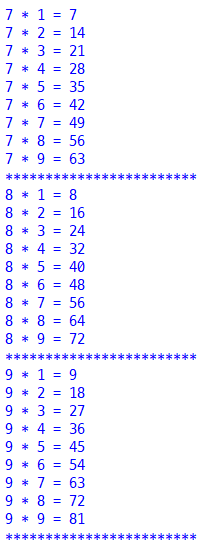 7 * 1 = 7
7 * 2 = 14
7 * 3 = 21
7 * 4 = 28
7 * 5 = 35
7 * 6 = 42
7 * 7 = 49
7 * 8 = 56
7 * 9 = 63
************************
8 * 1 = 8
8 * 2 = 16
8 * 3 = 24
8 * 4 = 32
8 * 5 = 40
8 * 6 = 48
8 * 7 = 56
8 * 8 = 64
8 * 9 = 72
************************
9 * 1 = 9
9 * 2 = 18
9 * 3 = 27
9 * 4 = 36
9 * 5 = 45
9 * 6 = 54
9 * 7 = 63
9 * 8 = 72
9 * 9 = 81
************************